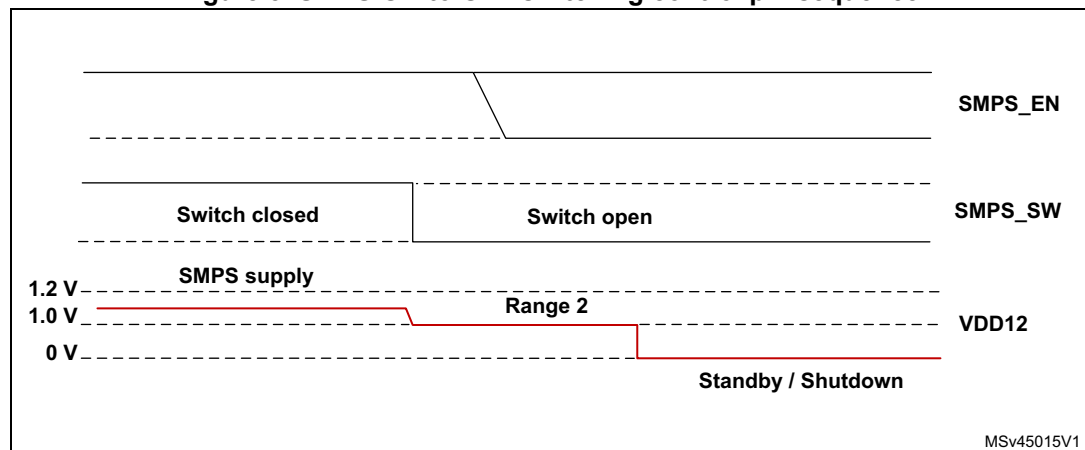 SMPS_EN
Switch closed
Switch open
SMPS_SW
SMPS supply
1.2 V
Range 2
1.0 V
VDD12
0 V
Standby / Shutdown
MSv45015V1